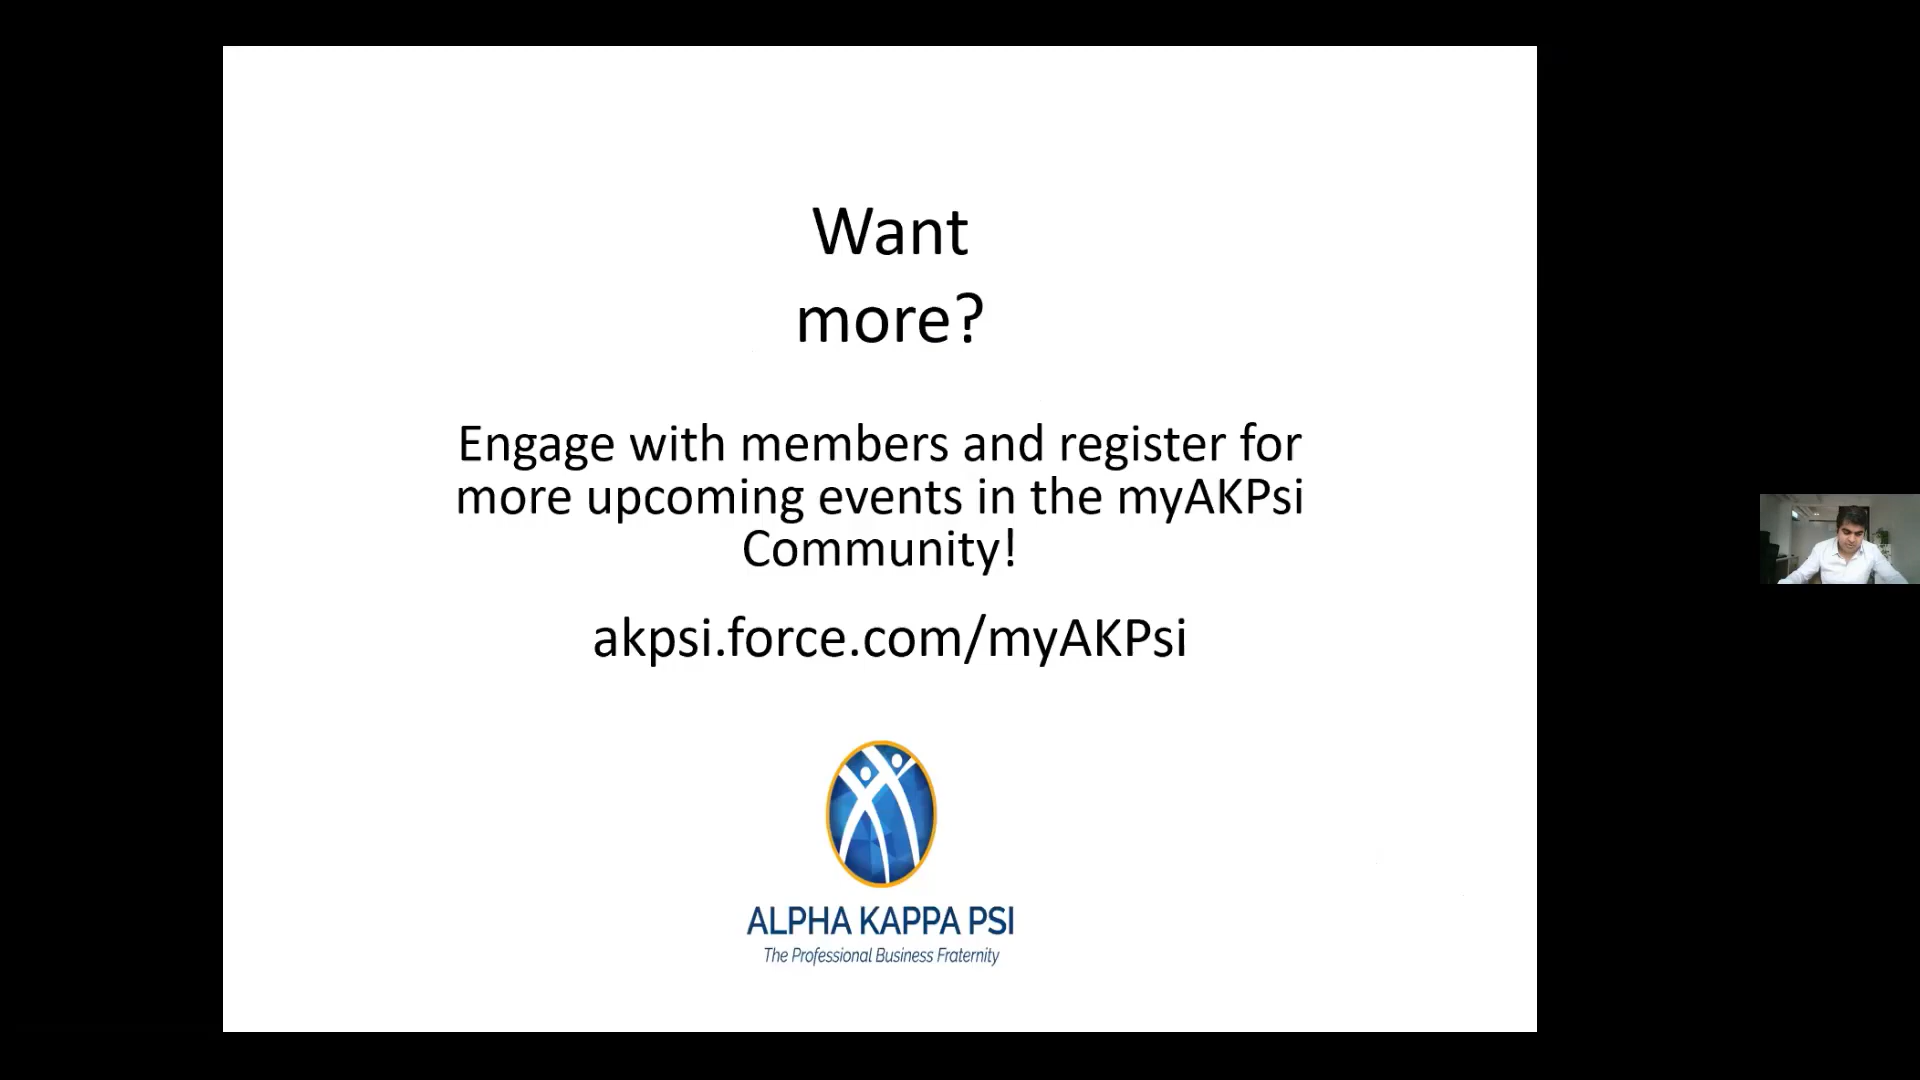 Want
more?
Engage with members and register for
more upcoming events in the myAKPsi
Community!
akpsi.force.com/myAKPsi
ALPHA KAPPA PSI
The Professional Business Fraternity